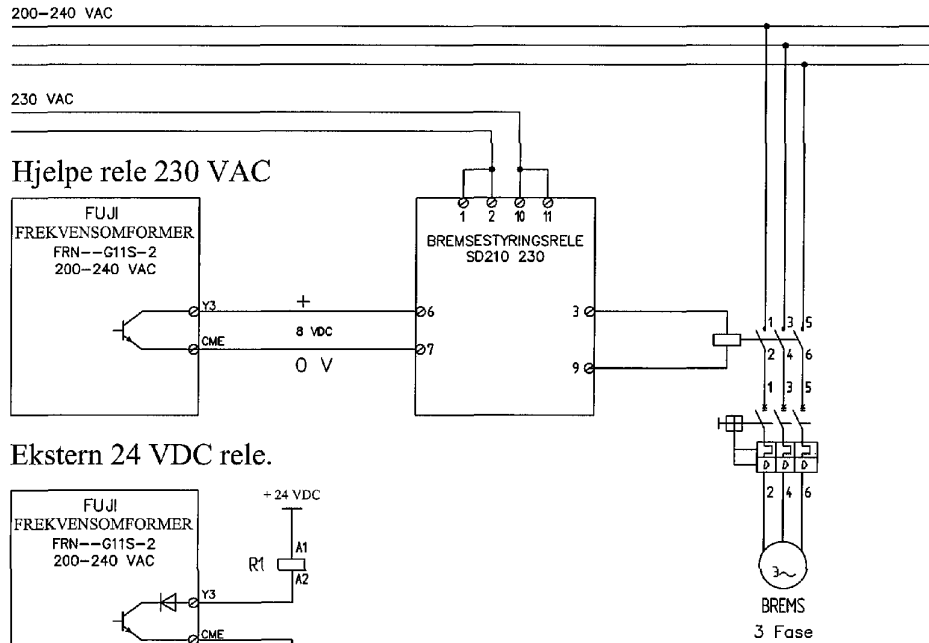 200-240 VAC
230 VAC
Hjelpe rele 230 VAC
FUJI
FREKVENSOMFORMER
FRN--G11S-2
200-240 VAC
Y3
CME
+
8 VDC
0 V
1 2 10 11
BREMSESTYRINGSRELE
SD210 230
6
7
3
9
1 3 5
2 4 6
1 3 5
2 4 6
3~
BREMS
3 Fase
Ekstern 24 VDC rele.
FUJI
FREKVENSOMFORMER
FRN--G11S-2
200-240 VAC
Y3
CME
+24 VDC
A1
R1
A2